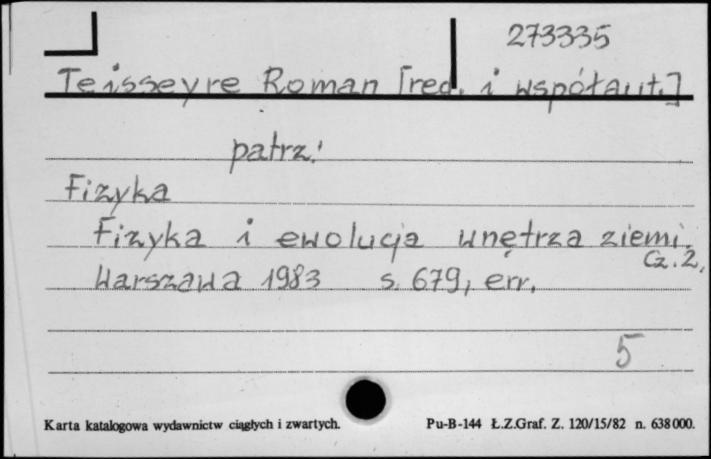 273335
Teisseyre Roman [red. i współaut.]
patrz:
Fizyka
Fizyka i ewolucja wnętrza ziemi.
Cz. 2,
Warszawa 1983 s. 679, err.
5
Karta katalogowa wydawnictw ciągłych i zwartych. Pu-B-144 Ł.Z.Graf. Z. 120/15/82 n. 638000.